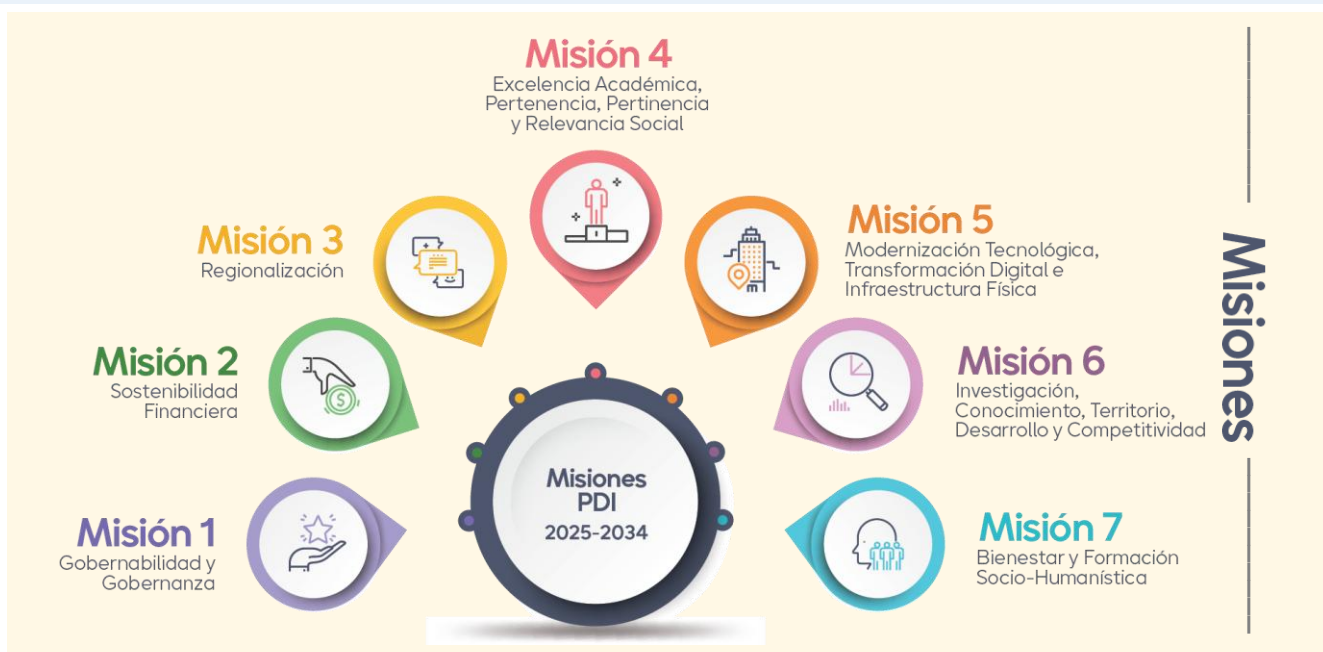 Misión 4
Excelencia Académica,
Pertenencia, Pertinencia
y Relevancia Social
Misión 3
Regionalización
Misión 5
Modernización Tecnológica,
Transformación Digital e
Infraestructura Física
Misión 2
Sostenibilidad
Financiera
Misión 6
Investigación,
Conocimiento, Territorio,
Desarrollo y Competitividad
Misión 1
Gobernabilidad y
Gobernanza
Misiones
PDI
2025-2034
Misión 7
Bienestar y Formación
Socio-Humanística
Misiones
1
$